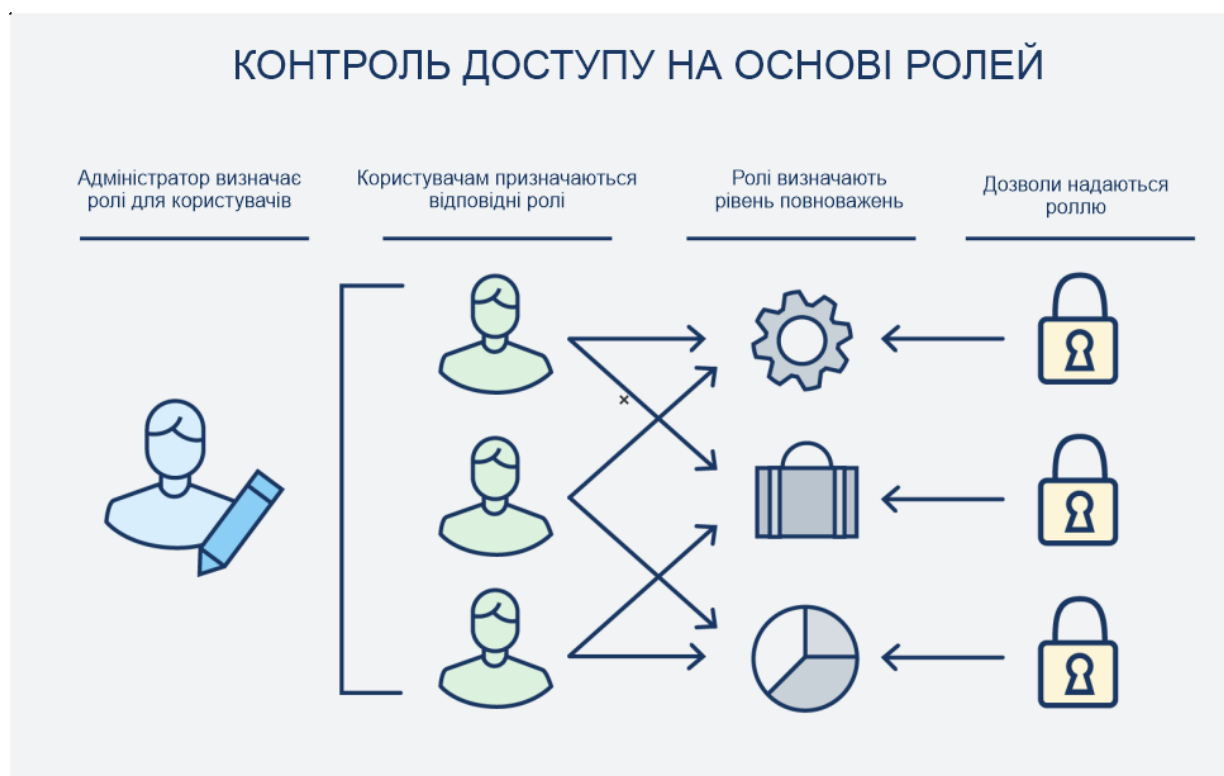 КОНТРОЛЬ ДОСТУПУ НА ОСНОВІ РОЛЕЙ
Адміністратор визначає
ролі для користувачів
Користувачам призначаються
відповідні ролі
Ролі визначають
рівень повноважень
Дозволи надаються
роллю